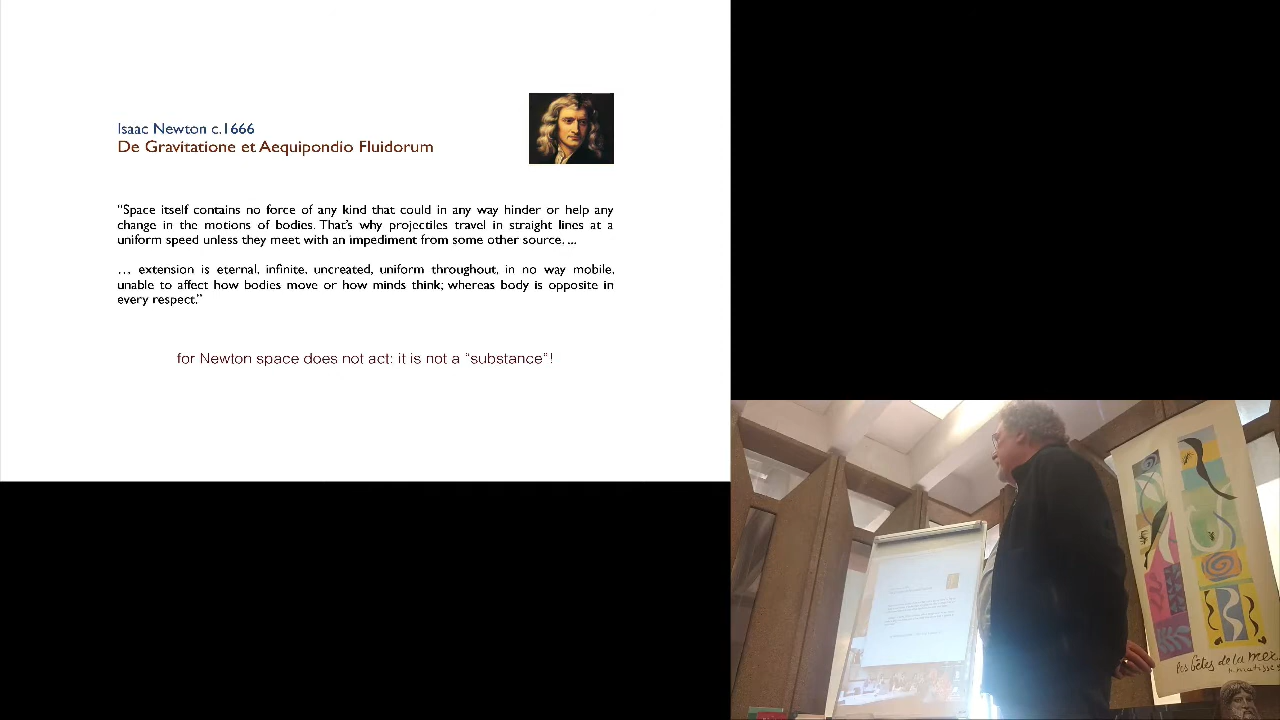 Isaac Newton c.1666
De Gravitatione et Aequipondio Fluidorum
“Space itself contains no force of any kind that could in any way hinder or help any
change in the motions of bodies. That’s why projectiles travel in straight lines at a
uniform speed unless they meet with an impediment from some other source. ...
… extension is eternal, infinite, uncreated, uniform throughout, in no way mobile,
unable to affect how bodies move or how minds think; whereas body is opposite in
every respect.”
for Newton space does not act: it is not a “substance”!
les bêtes de la mer
h. matisse